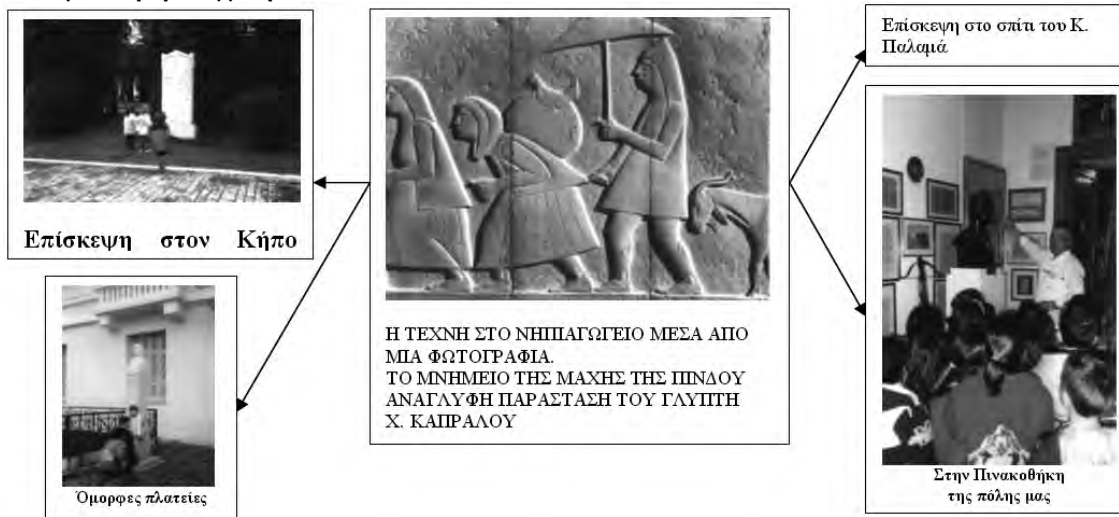 Επίσκεψη στον Κήπο
Όμορφες πλατείες
Η ΤΕΧΝΗ ΣΤΟ ΝΗΠΙΑΓΩΓΕΙΟ ΜΕΣΑ ΑΠΟ
ΜΙΑ ΦΩΤΟΓΡΑΦΙΑ.
ΤΟ ΜΝΗΜΕΙΟ ΤΗΣ ΜΑΧΗΣ ΤΗΣ ΠΙΝΔΟΥ
ΑΝΑΓΛΥΦΗ ΠΑΡΑΣΤΑΣΗ ΤΟΥ ΓΛΥΠΤΗ
Χ. ΚΑΠΡΑΛΟΥ
Επίσκεψη στο σπίτι του Κ.
Παλαμά
Στην Πινακοθήκη
της πόλης μας